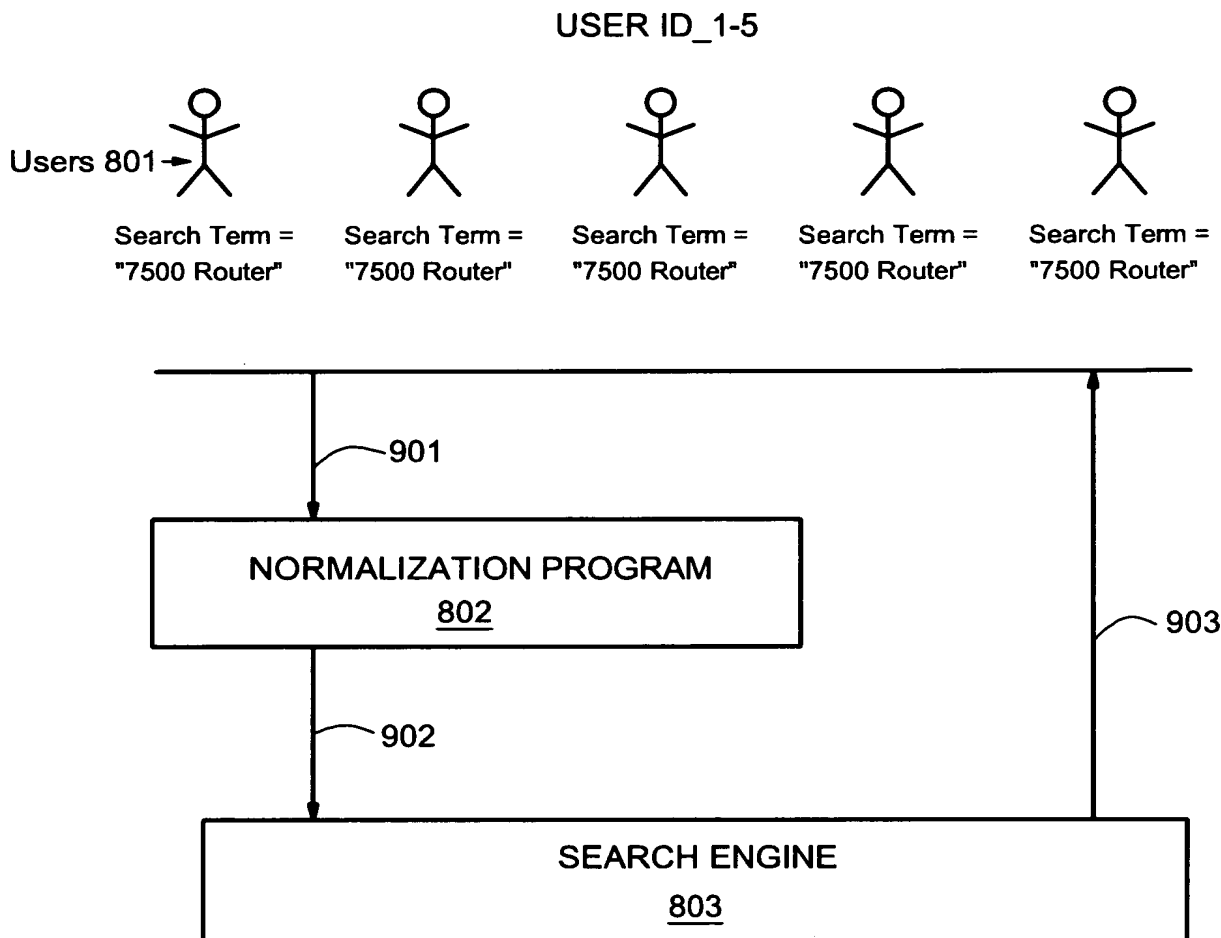 USER ID_1-5
Users 801
Search Term =
"7500 Router"
Search Term =
"7500 Router"
Search Term =
"7500 Router"
Search Term =
"7500 Router"
Search Term =
"7500 Router"
901
NORMALIZATION PROGRAM
802
903
902
SEARCH ENGINE
803